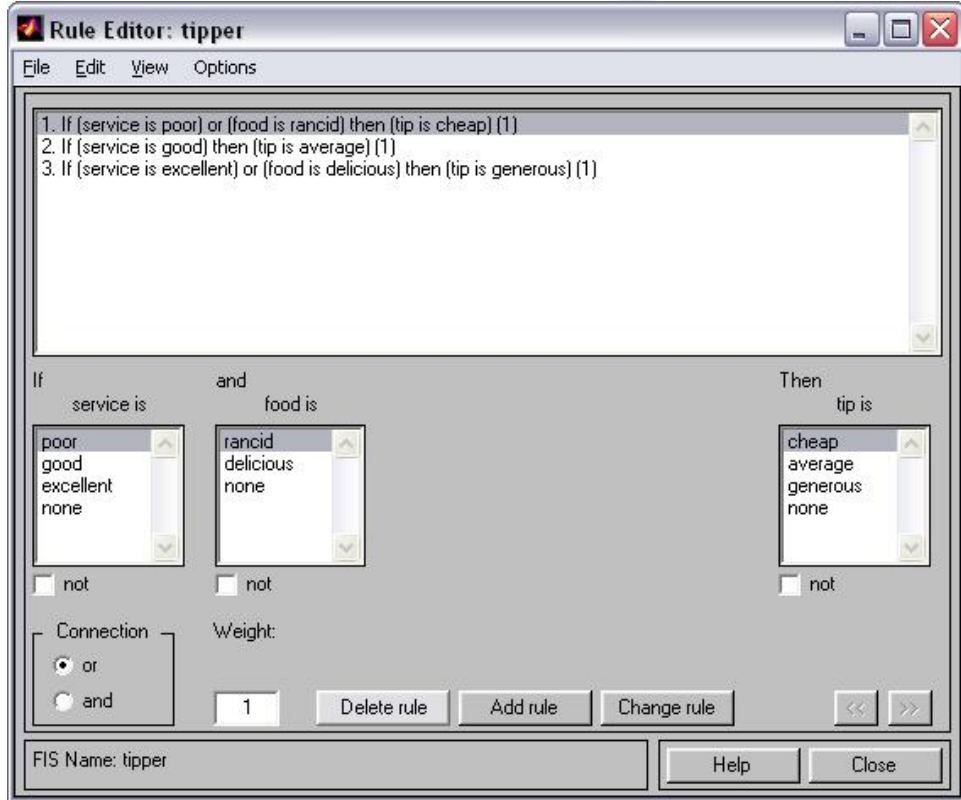 Rule Editor: tipper
File Edit View Options
1. If (service is poor) or (food is rancid) then (tip is cheap) (1)
2. If (service is good) then (tip is average) (1)
3. If (service is excellent) or (food is delicious) then (tip is generous) (1)
If
service is
poor
good
excellent
none
not
and
food is
rancid
delicious
none
not
Then
tip is
cheap
average
generous
none
not
Connection
or
and
Weight:
1
Delete rule
Add rule
Change rule
<<
>>
FIS Name: tipper
Help
Close